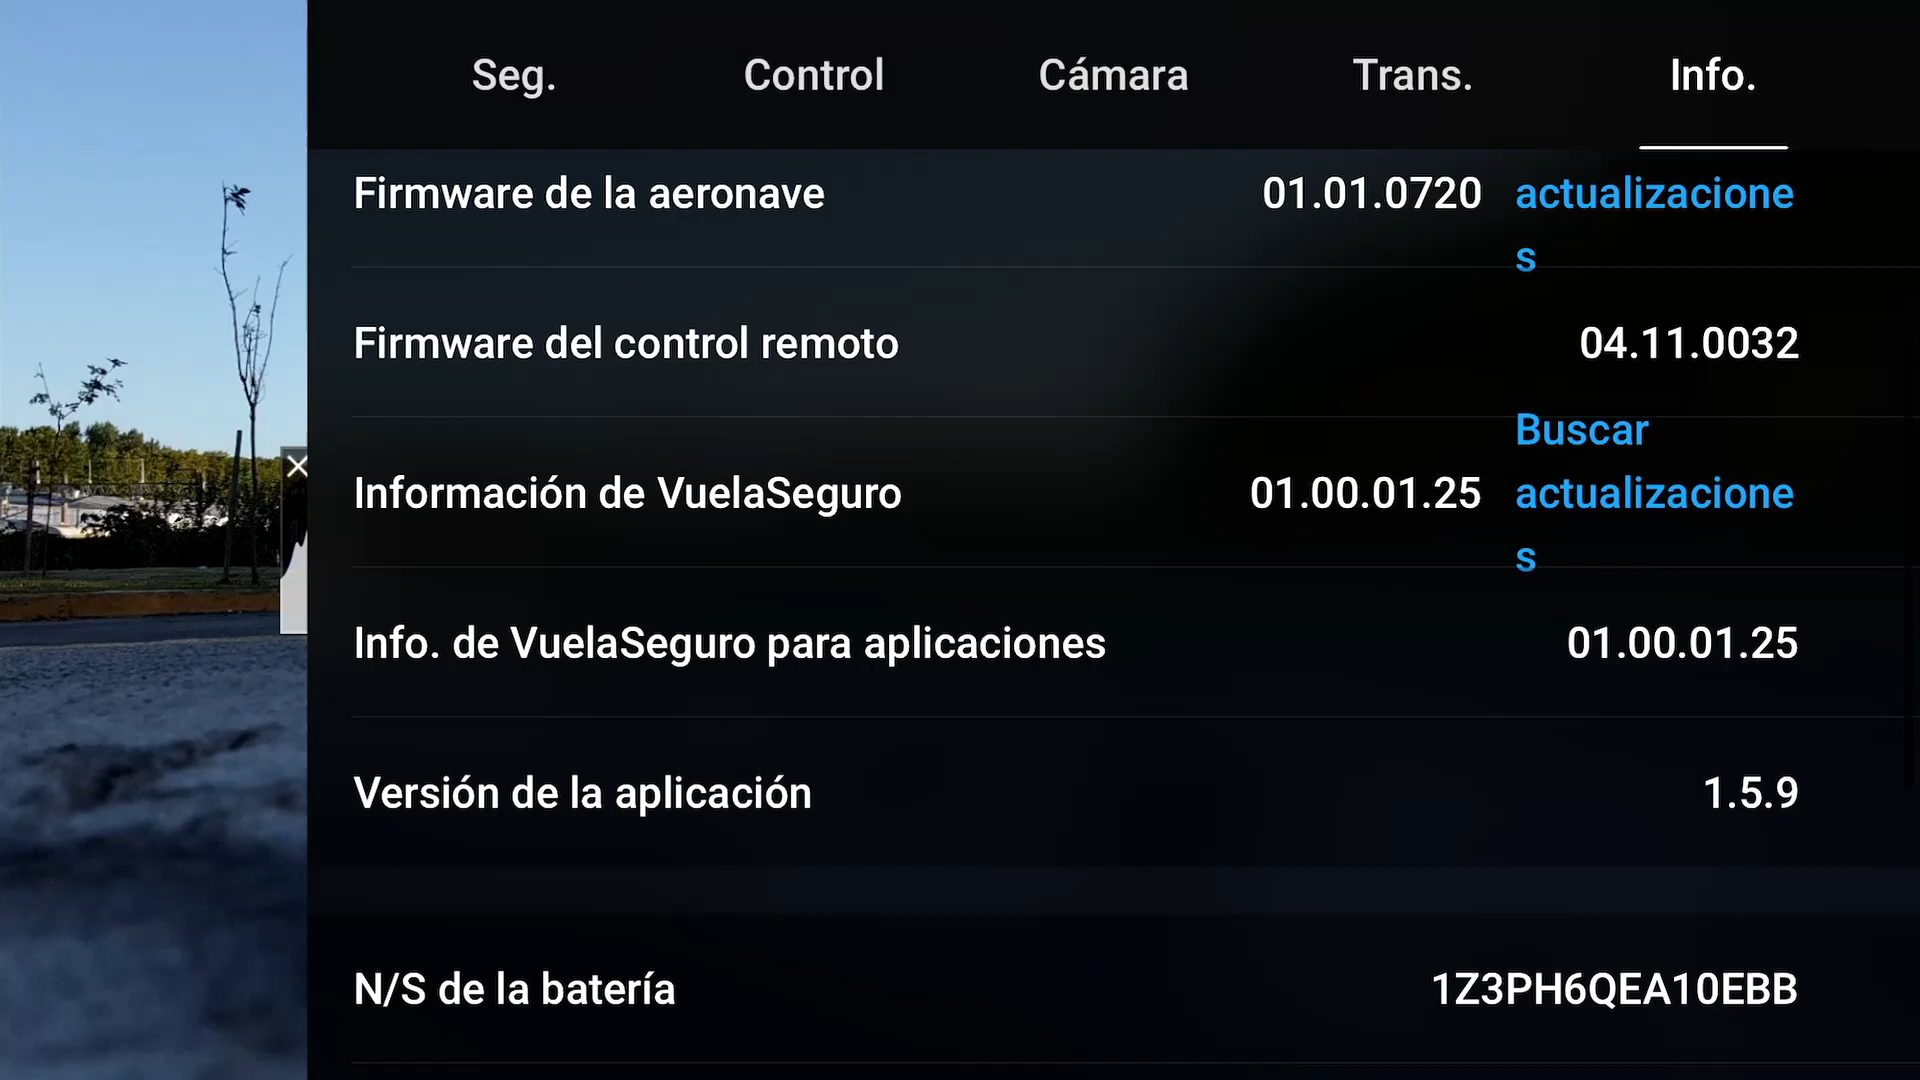 Seg. Control Cámara Trans. Info.
Firmware de la aeronave 01.01.0720 actualizacione
s
Firmware del control remoto 04.11.0032
Buscar
Información de VuelaSeguro 01.00.01.25 actualizacione
s
Info. de VuelaSeguro para aplicaciones 01.00.01.25
Versión de la aplicación 1.5.9
N/S de la batería 1Z3PH6QEA10EBB